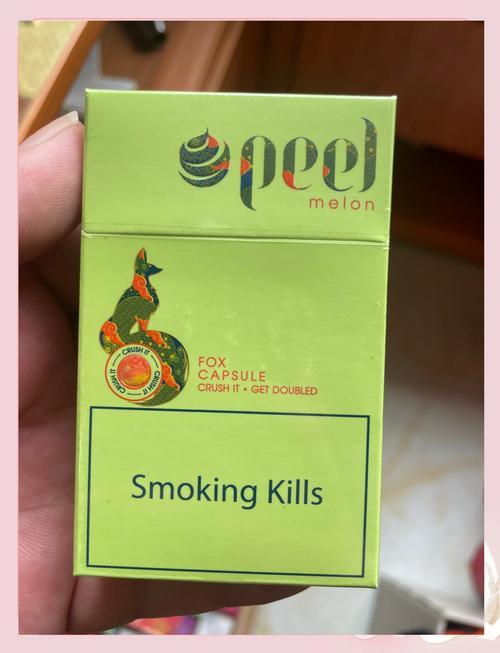 peel
melon
CRUSH IT CRUSH IT CRUSH IT
FOX
CAPSULE
CRUSH IT • GET DOUBLED
Smoking Kills